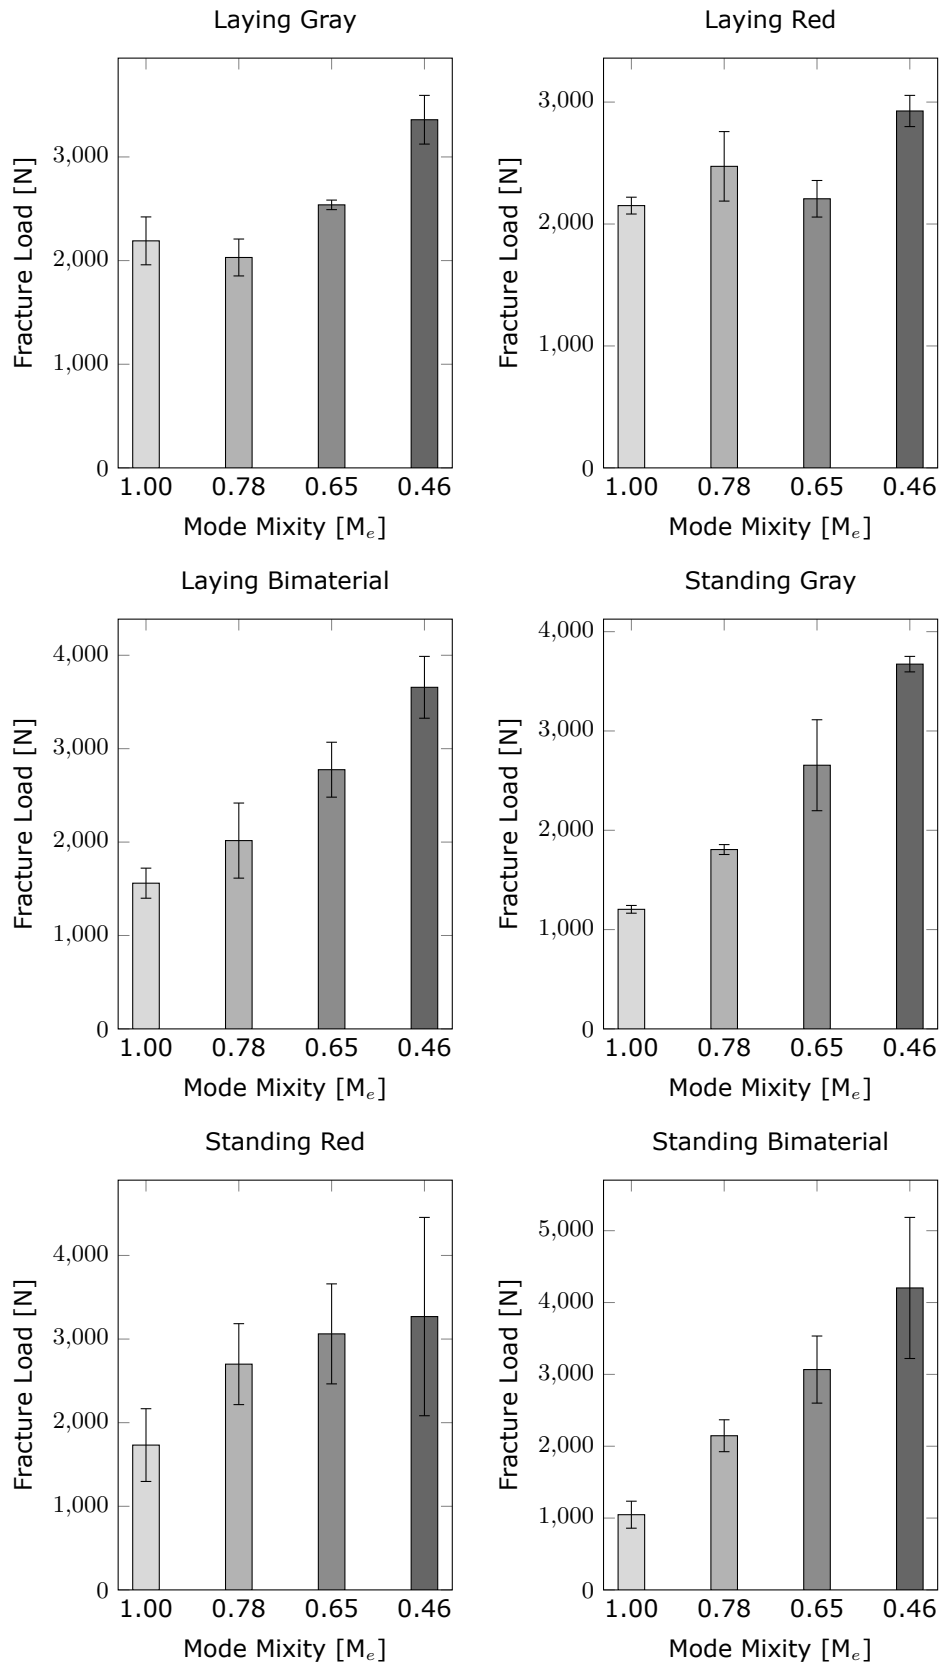 Laying Gray
Fracture Load [N]
3,000
2,000
1,000
0
1.00 0.78 0.65 0.46
Mode Mixity [Mₑ]
Laying Red
Fracture Load [N]
3,000
2,000
1,000
0
1.00 0.78 0.65 0.46
Mode Mixity [Mₑ]
Laying Bimaterial
Fracture Load [N]
4,000
3,000
2,000
1,000
0
1.00 0.78 0.65 0.46
Mode Mixity [Mₑ]
Standing Gray
Fracture Load [N]
4,000
3,000
2,000
1,000
0
1.00 0.78 0.65 0.46
Mode Mixity [Mₑ]
Standing Red
Fracture Load [N]
4,000
3,000
2,000
1,000
0
1.00 0.78 0.65 0.46
Mode Mixity [Mₑ]
Standing Bimaterial
Fracture Load [N]
5,000
4,000
3,000
2,000
1,000
0
1.00 0.78 0.65 0.46
Mode Mixity [Mₑ]